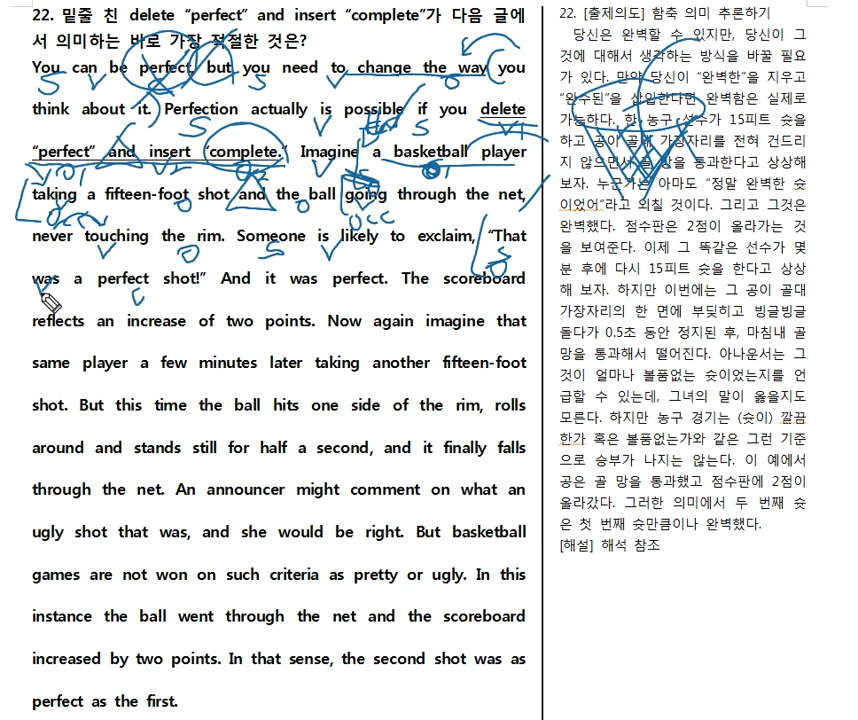 22. 밑줄 친 delete “perfect” and insert “complete”가 다음 글에
서 의미하는 바로 가장 적절한 것은?
You can be perfect, but you need to change the way you
think about it. Perfection actually is possible if you delete
“perfect” and insert “complete.” Imagine a basketball player
taking a fifteen-foot shot and the ball going through the net,
never touching the rim. Someone is likely to exclaim, “That
was a perfect shot!” And it was perfect. The scoreboard
reflects an increase of two points. Now again imagine that
same player a few minutes later taking another fifteen-foot
shot. But this time the ball hits one side of the rim, rolls
around and stands still for half a second, and it finally falls
through the net. An announcer might comment on what an
ugly shot that was, and she would be right. But basketball
games are not won on such criteria as pretty or ugly. In this
instance the ball went through the net and the scoreboard
increased by two points. In that sense, the second shot was as
perfect as the first.
22. [출제의도] 함축 의미 추론하기
당신은 완벽할 수 있지만, 당신이 그
것에 대해서 생각하는 방식을 바꿀 필요
가 있다. 만약 당신이 “완벽한”을 지우고
“완수된”을 삽입한다면 완벽함은 실제로
가능하다. 한 농구 선수가 15피트 슛을
하고 공이 골대 가장자리를 전혀 건드리
지 않으면서 골 망을 통과한다고 상상해
보자. 누군가는 아마도 “정말 완벽한 슛
이었어”라고 외칠 것이다. 그리고 그것은
완벽했다. 점수판은 2점이 올라가는 것
을 보여준다. 이제 그 똑같은 선수가 몇
분 후에 다시 15피트 슛을 한다고 상상
해 보자. 하지만 이번에는 그 공이 골대
가장자리의 한 면에 부딪히고 빙글빙글
돌다가 0.5초 동안 정지된 후, 마침내 골
망을 통과해서 떨어진다. 아나운서는 그
것이 얼마나 볼품없는 슛이었는지를 언
급할 수 있는데, 그녀의 말이 옳을지도
모른다. 하지만 농구 경기는 (슛이) 깔끔
한가 혹은 볼품없는가와 같은 그런 기준
으로 승부가 나지는 않는다. 이 예에서
공은 골 망을 통과했고 점수판에 2점이
올라갔다. 그러한 의미에서 두 번째 슛
은 첫 번째 슛만큼이나 완벽했다.
[해설] 해석 참조